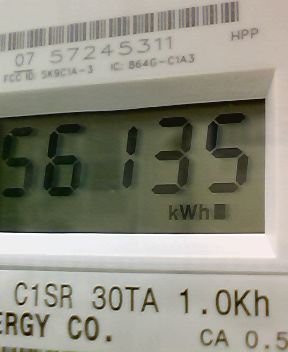 07 57245311
HPP
FCC ID: SK9C1A-3 IC: 864G-C1A3
56135
kWh
C1SR 30TA 1.0Kh
ERGY CO.
CA 0.5